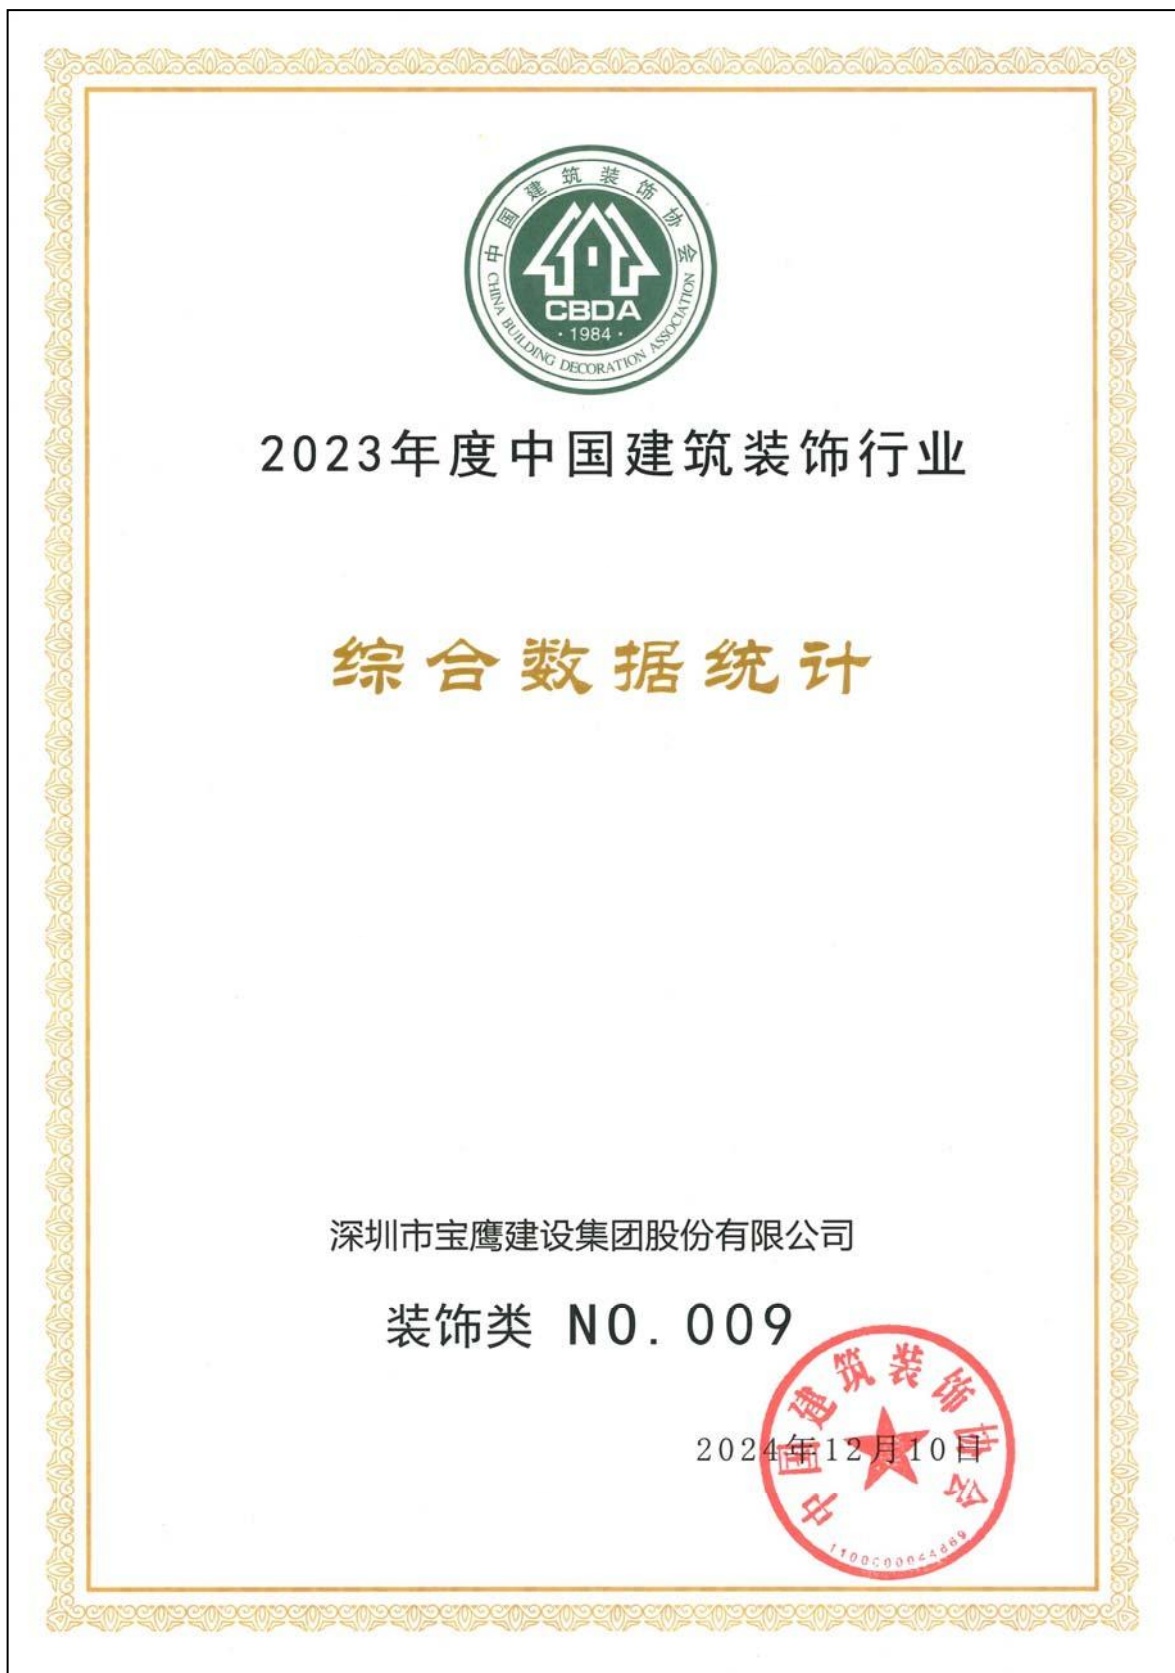 中国建筑装饰协会
CBDA
· 1984 ·
CHINA BUILDING DECORATION ASSOCIATION
2023年度中国建筑装饰行业
综合数据统计
深圳市宝鹰建设集团股份有限公司
装饰类 NO.009
2024年12月10日
中国建筑装饰协会